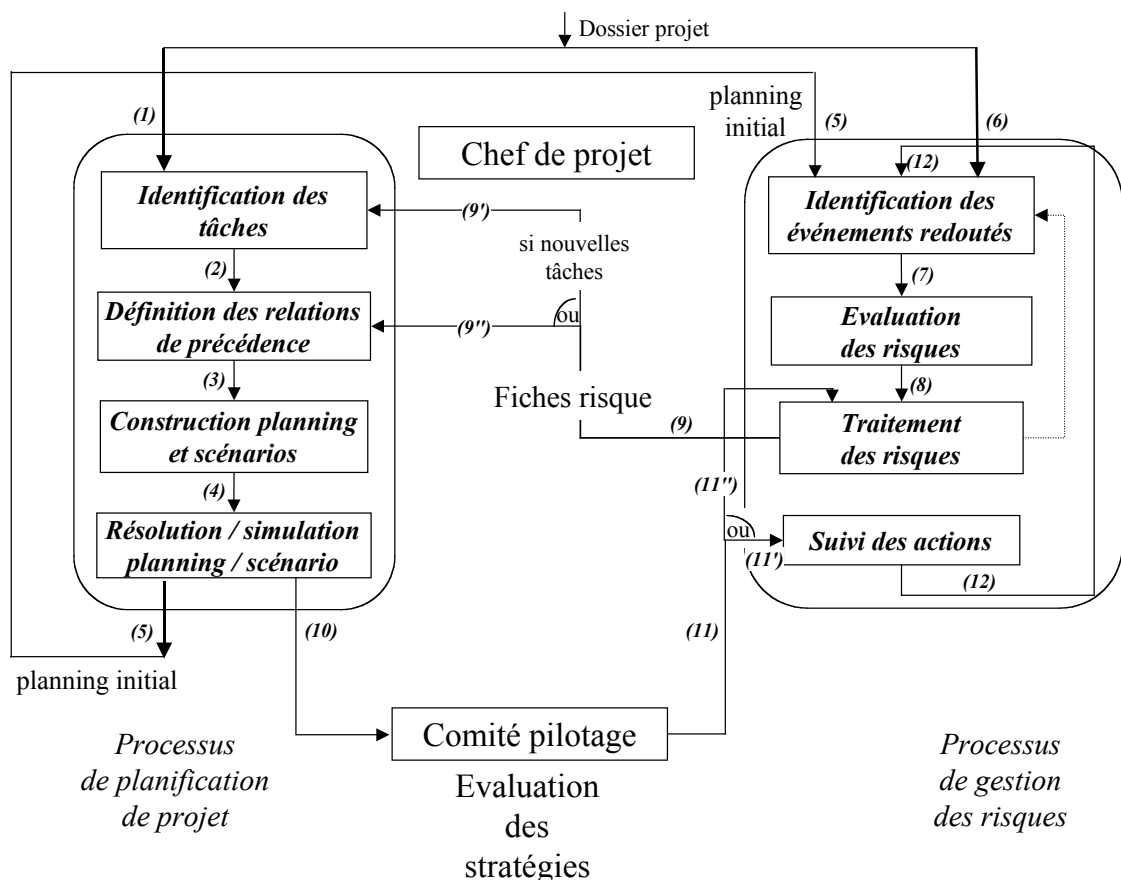 Dossier projet
planning
initial
(1)
(5)
(6)
Chef de projet
(12)
Identification des
tâches
(9')
Identification des
événements redoutés
si nouvelles
tâches
(2)
(7)
Définition des relations
de précédence
(9'')
ou
Evaluation
des risques
(3)
(8)
Fiches risque
Construction planning
et scénarios
(9)
Traitement
des risques
(4)
(11'')
Résolution / simulation
planning / scénario
ou
Suivi des actions
(11')
(12)
(5)
(10)
(11)
planning initial
Comité pilotage
Processus
de planification
de projet
Evaluation
des
stratégies
Processus
de gestion
des risques